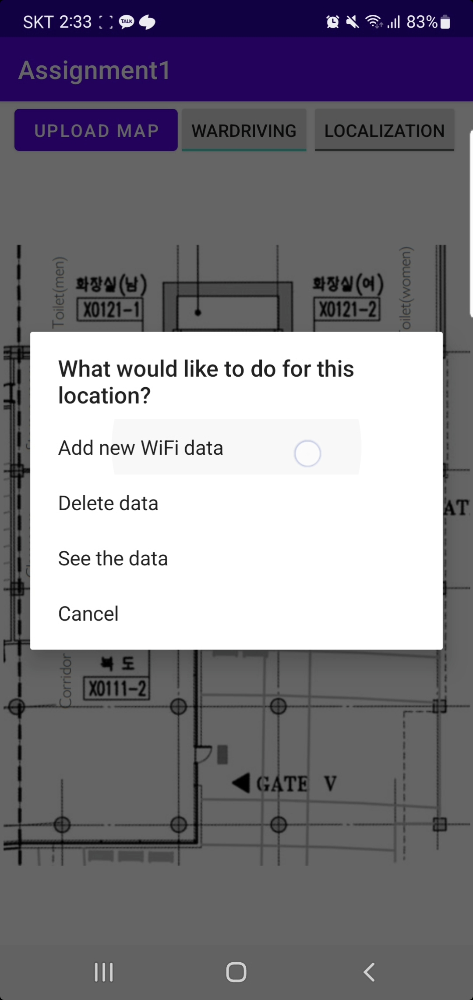 SKT 2:33 TALK 83%
Assignment1
UPLOAD MAP WARDRIVING LOCALIZATION
Toilet(men)
화장실(남)
X0121-1
화장실(여)
X0121-2
oilet(women)
What would like to do for this
location?
Add new WiFi data
Delete data
See the data
Cancel
AT
Corridor
복 도
X0111-2
GATE V